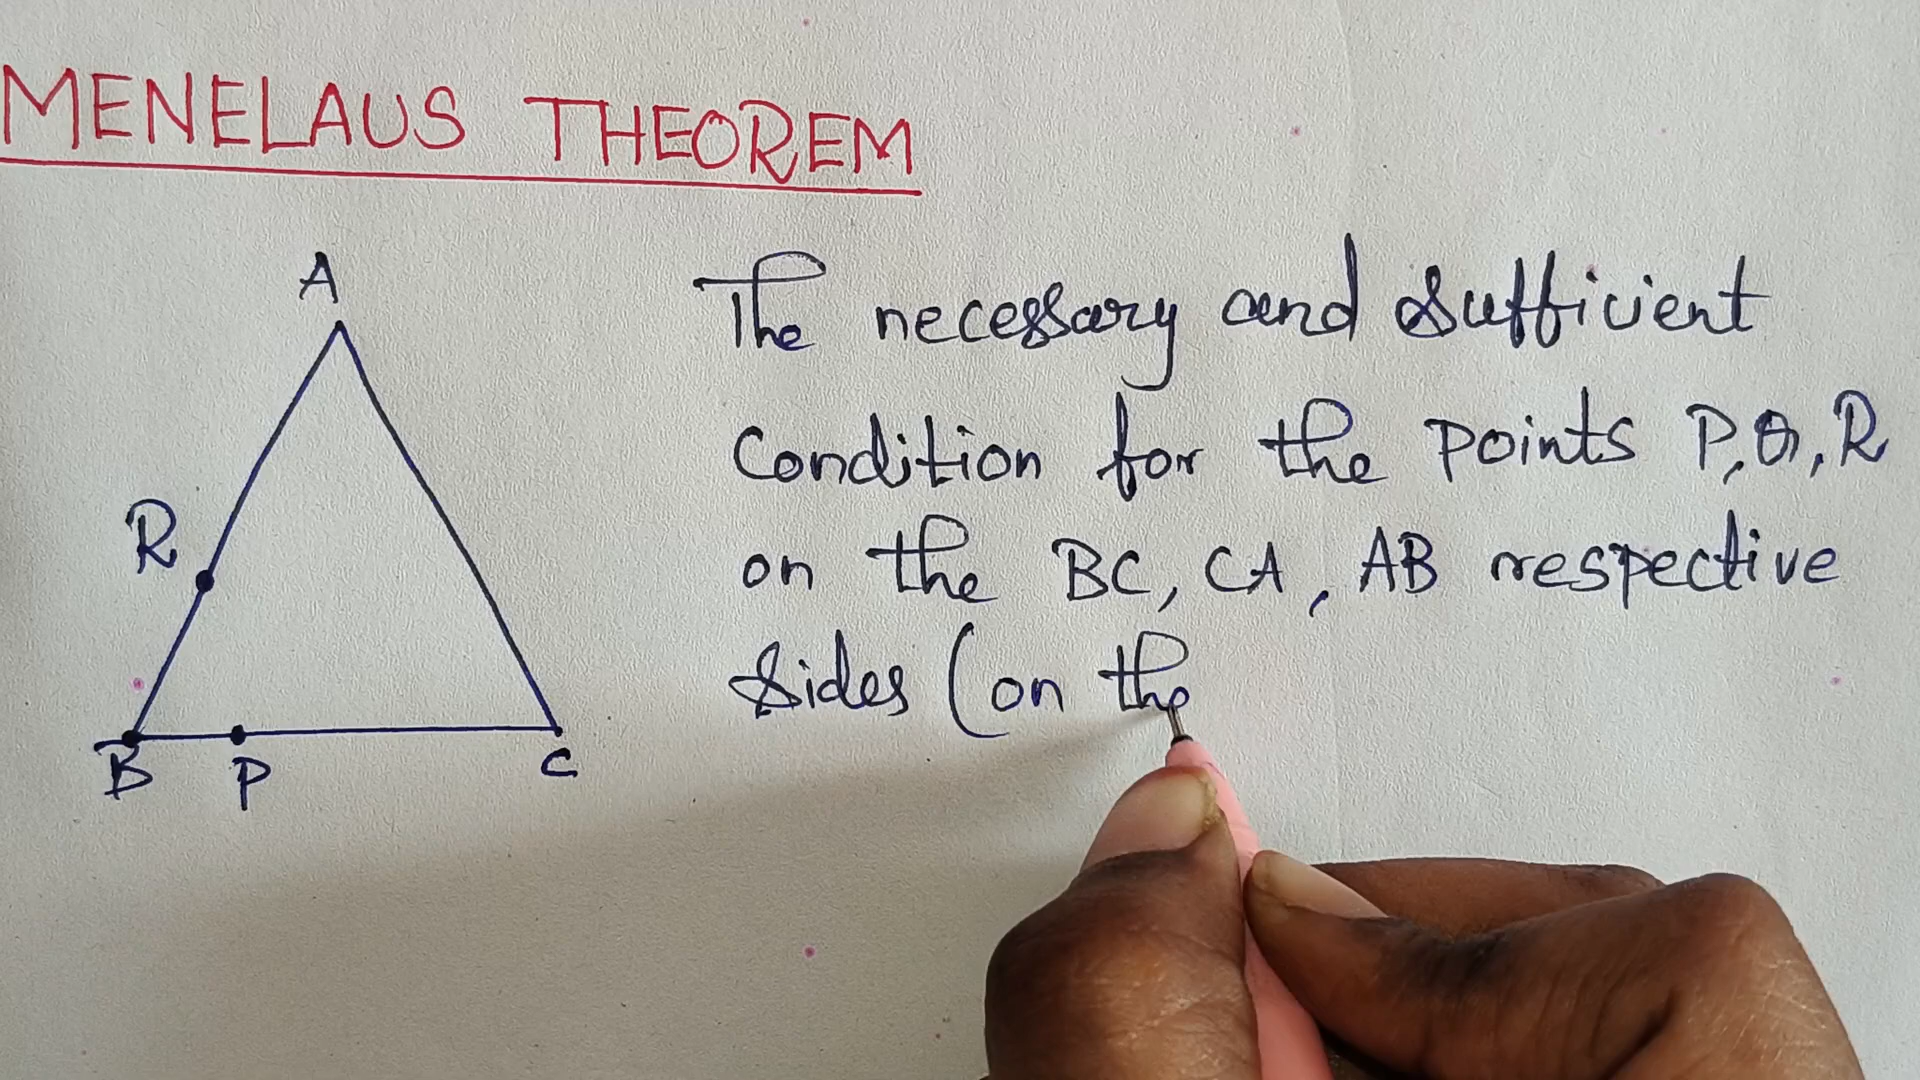 MENELAUS THEOREM
A
R
B P C
The necessary and sufficient
Condition for the points P,Q,R
on the BC, CA, AB respective
sides (on the